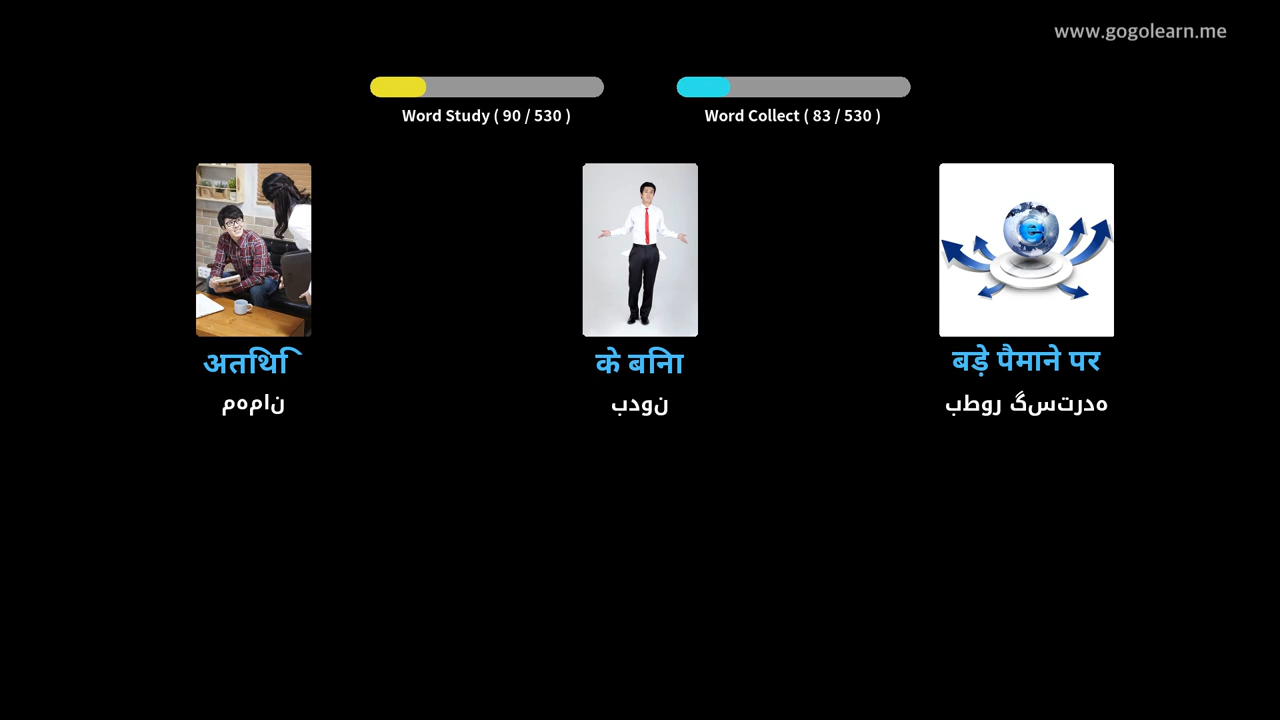 www.gogolearn.me
Word Study ( 90 / 530 )
Word Collect ( 83 / 530 )
अतिथि
के बिना
बड़े पैमाने पर
مهمان
بدون
بطور گسترده